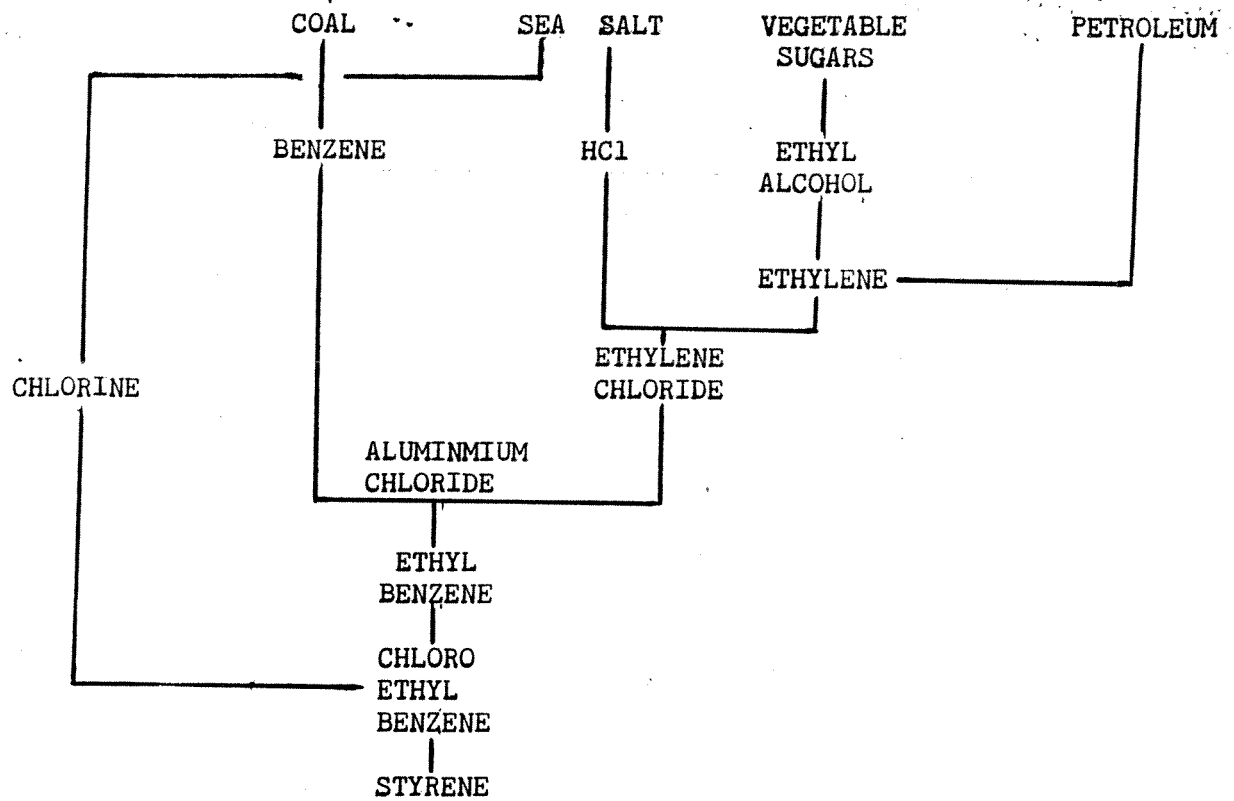 COAL
SEA SALT
VEGETABLE
SUGARS
PETROLEUM
BENZENE
HCl
ETHYL
ALCOHOL
ETHYLENE
ETHYLENE
CHLORIDE
CHLORINE
ALUMINMIUM
CHLORIDE
ETHYL
BENZENE
CHLORO
ETHYL
BENZENE
STYRENE